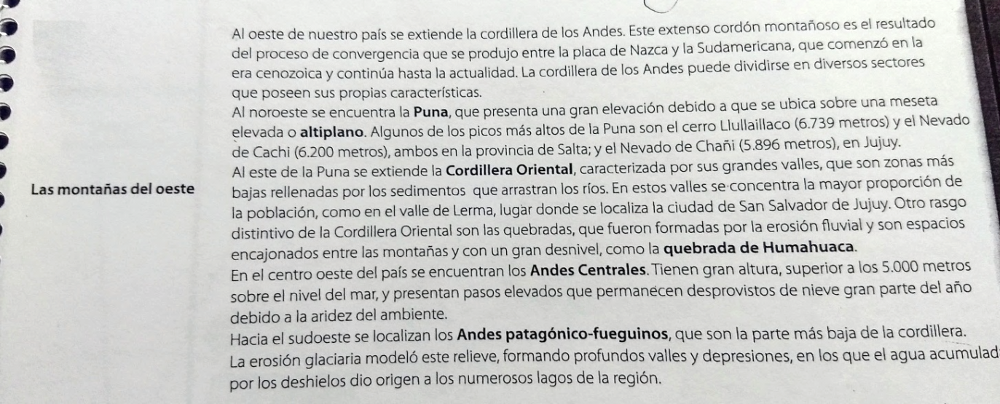 Las montañas del oeste
Al oeste de nuestro país se extiende la cordillera de los Andes. Este extenso cordón montañoso es el resultado
del proceso de convergencia que se produjo entre la placa de Nazca y la Sudamericana, que comenzó en la
era cenozoica y continúa hasta la actualidad. La cordillera de los Andes puede dividirse en diversos sectores
que poseen sus propias características.
Al noroeste se encuentra la Puna, que presenta una gran elevación debido a que se ubica sobre una meseta
elevada o altiplano. Algunos de los picos más altos de la Puna son el cerro Llullaillaco (6.739 metros) y el Nevado
de Cachi (6.200 metros), ambos en la provincia de Salta; y el Nevado de Chañi (5.896 metros), en Jujuy.
Al este de la Puna se extiende la Cordillera Oriental, caracterizada por sus grandes valles, que son zonas más
bajas rellenadas por los sedimentos que arrastran los ríos. En estos valles se concentra la mayor proporción de
la población, como en el valle de Lerma, lugar donde se localiza la ciudad de San Salvador de Jujuy. Otro rasgo
distintivo de la Cordillera Oriental son las quebradas, que fueron formadas por la erosión fluvial y son espacios
encajonados entre las montañas y con un gran desnivel, como la quebrada de Humahuaca.
En el centro oeste del país se encuentran los Andes Centrales. Tienen gran altura, superior a los 5.000 metros
sobre el nivel del mar, y presentan pasos elevados que permanecen desprovistos de nieve gran parte del año
debido a la aridez del ambiente.
Hacia el sudoeste se localizan los Andes patagónico-fueguinos, que son la parte más baja de la cordillera.
La erosión glaciaria modeló este relieve, formando profundos valles y depresiones, en los que el agua acumulad
por los deshielos dio origen a los numerosos lagos de la región.